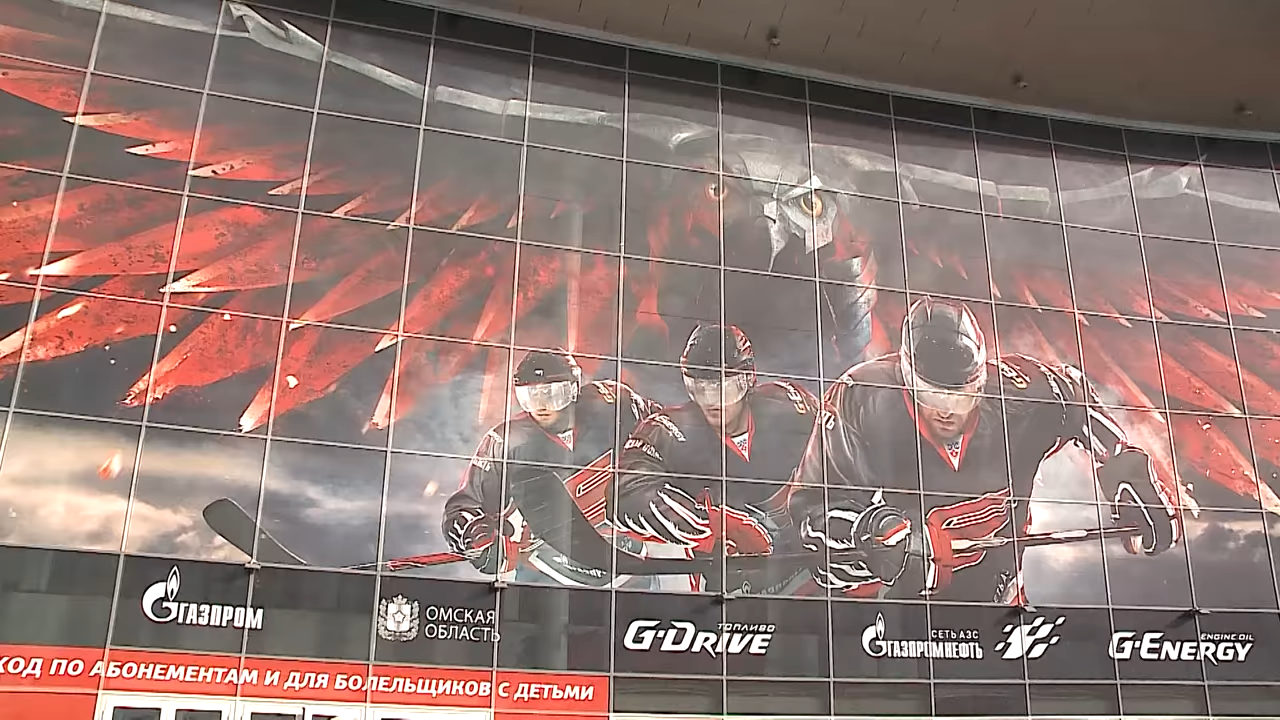 ГАЗПРОМ
ОМСКАЯ
ОБЛАСТЬ
ТОПЛИВО
G-DRIVE
СЕТЬ АЗС
ГАЗПРОМНЕФТЬ
ENGINE OIL
G-ENERGY
ХОД ПО АБОНЕМЕНТАМ И ДЛЯ БОЛЕЛЬЩИКОВ С ДЕТЬМИ